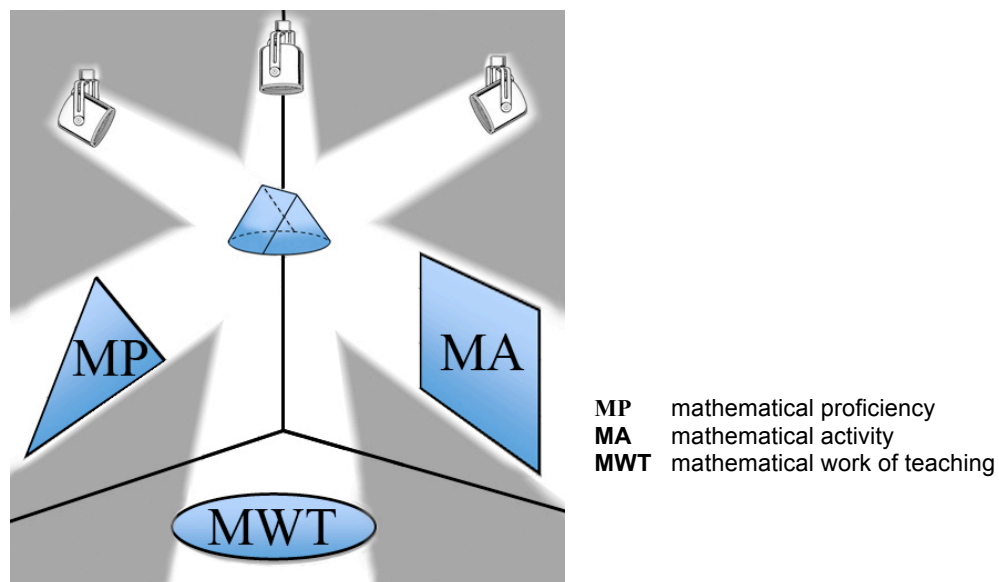 MP
MA
MWT
MP mathematical proficiency
MA mathematical activity
MWT mathematical work of teaching